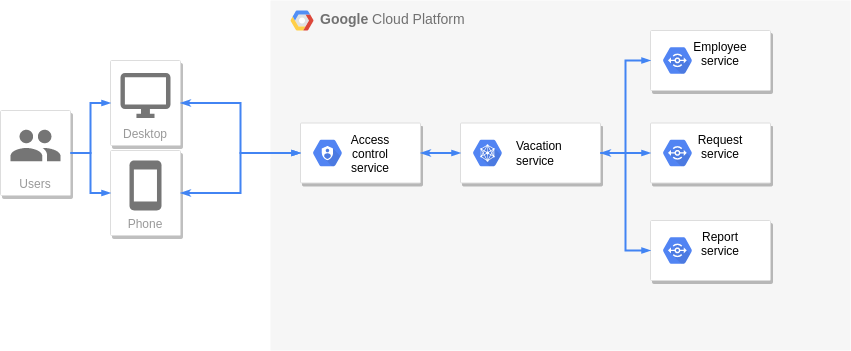 Google Cloud Platform
Users
Desktop
Phone
Access
control
service
Vacation
service
Employee
service
Request
service
Report
service